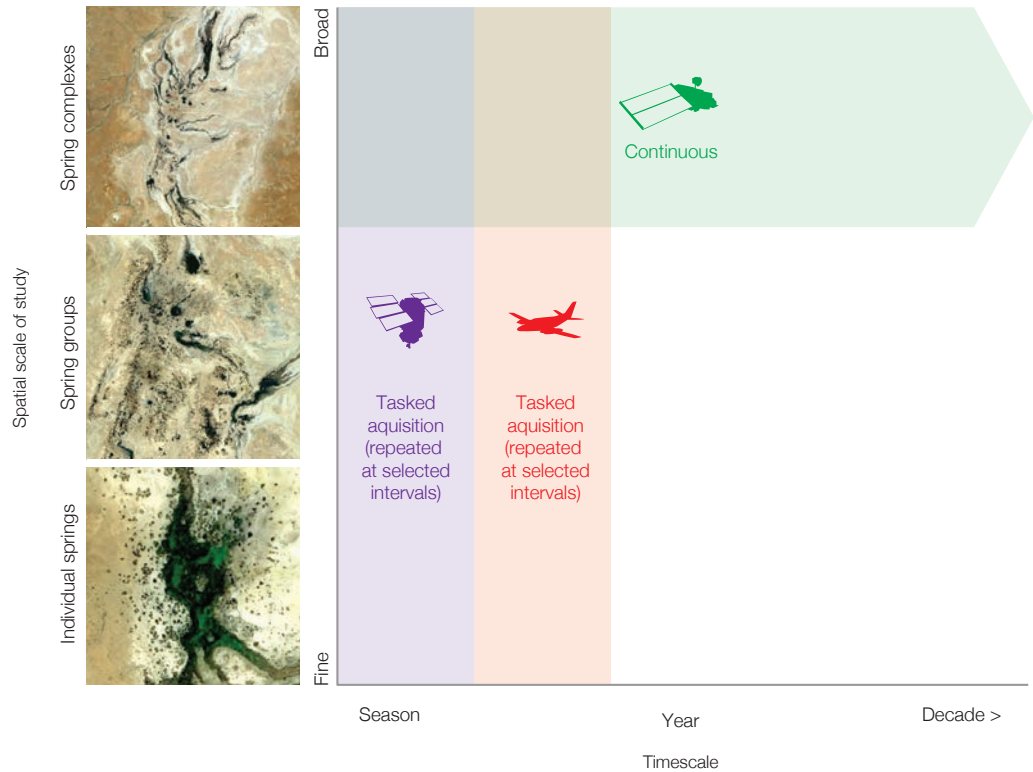 Spatial scale of study
Spring complexes
Spring groups
Individual springs
Broad
Fine
Continuous
Tasked
aquisition
(repeated
at selected
intervals)
Tasked
aquisition
(repeated
at selected
intervals)
Season
Year
Decade >
Timescale